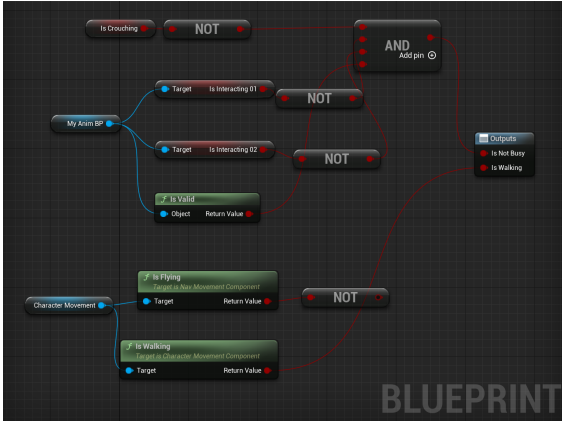 Is Crouching
NOT
AND
Add pin
Target Is Interacting 01
NOT
My Anim BP
Outputs
Is Not Busy
Is Walking
Target Is Interacting 02
NOT
Is Valid
Object Return Value
Is Flying
Target is Nav Movement Component
Target Return Value
NOT
Character Movement
Is Walking
Target is Character Movement Component
Target Return Value
BLUEPRINT